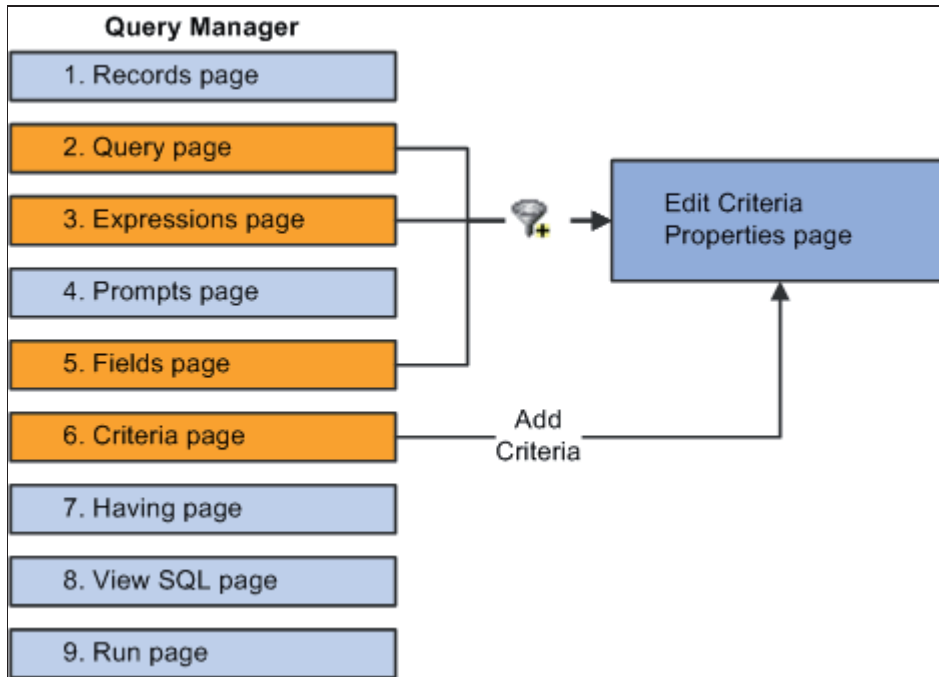 Query Manager
1. Records page
2. Query page
3. Expressions page
4. Prompts page
5. Fields page
6. Criteria page
7. Having page
8. View SQL page
9. Run page
Edit Criteria
Properties page
Add
Criteria